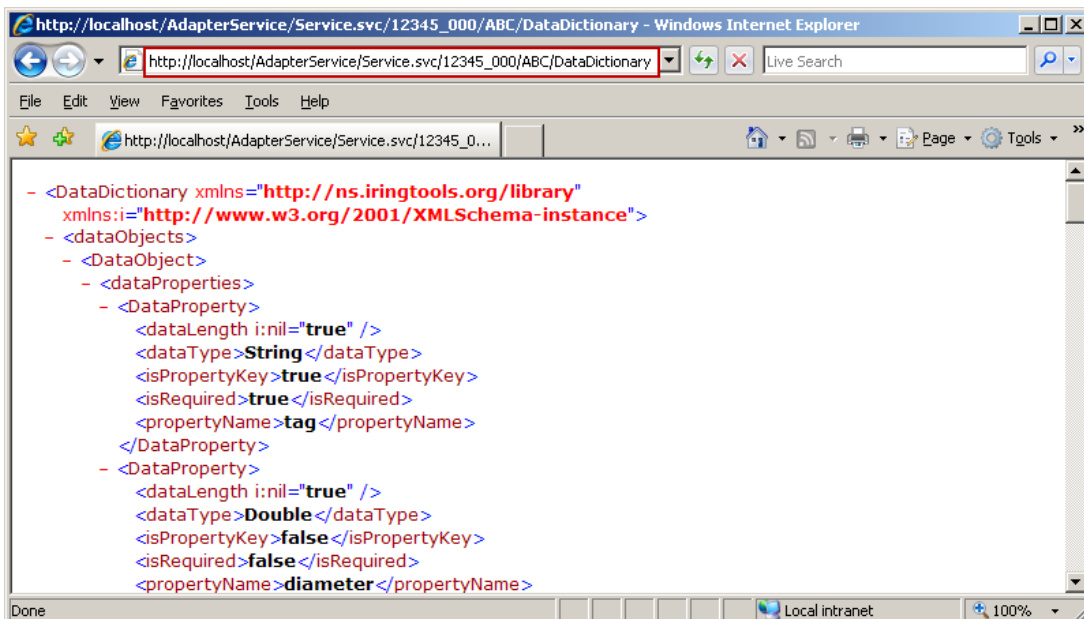 http://localhost/AdapterService/Service.svc/12345_000/ABC/DataDictionary - Windows Internet Explorer
http://localhost/AdapterService/Service.svc/12345_000/ABC/DataDictionary Live Search
File Edit View Favorites Tools Help
http://localhost/AdapterService/Service.svc/12345_0... Page Tools »
- <DataDictionary xmlns="http://ns.iringtools.org/library"
xmlns:i="http://www.w3.org/2001/XMLSchema-instance">
- <dataObjects>
- <DataObject>
- <dataProperties>
- <DataProperty>
<dataLength i:nil="true" />
<dataType>String</dataType>
<isPropertyKey>true</isPropertyKey>
<isRequired>true</isRequired>
<propertyName>tag</propertyName>
</DataProperty>
- <DataProperty>
<dataLength i:nil="true" />
<dataType>Double</dataType>
<isPropertyKey>false</isPropertyKey>
<isRequired>false</isRequired>
<propertyName>diameter</propertyName>
Done Local intranet 100%